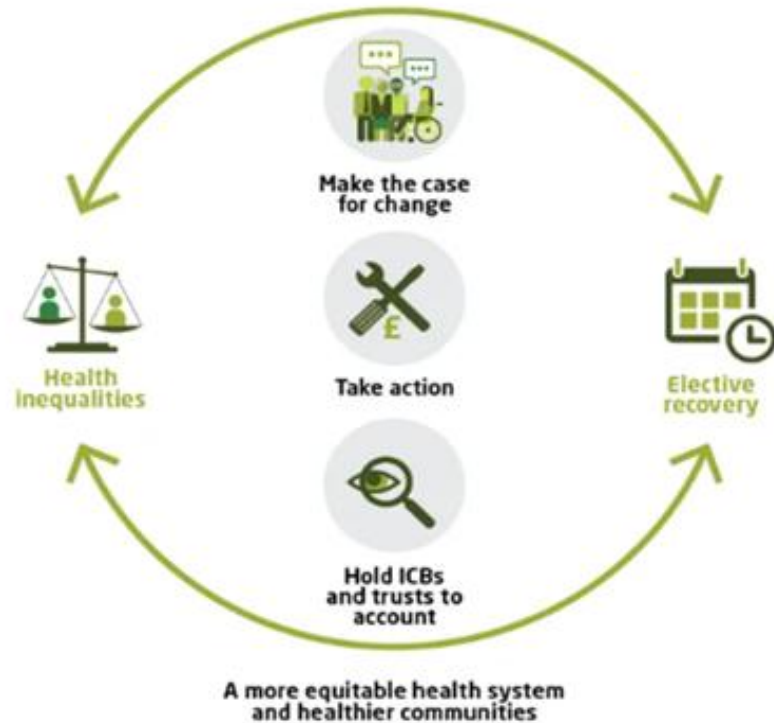 Make the case
for change
Health
inequalities
£
Take action
Elective
recovery
Hold ICBs
and trusts to
account
A more equitable health system
and healthier communities